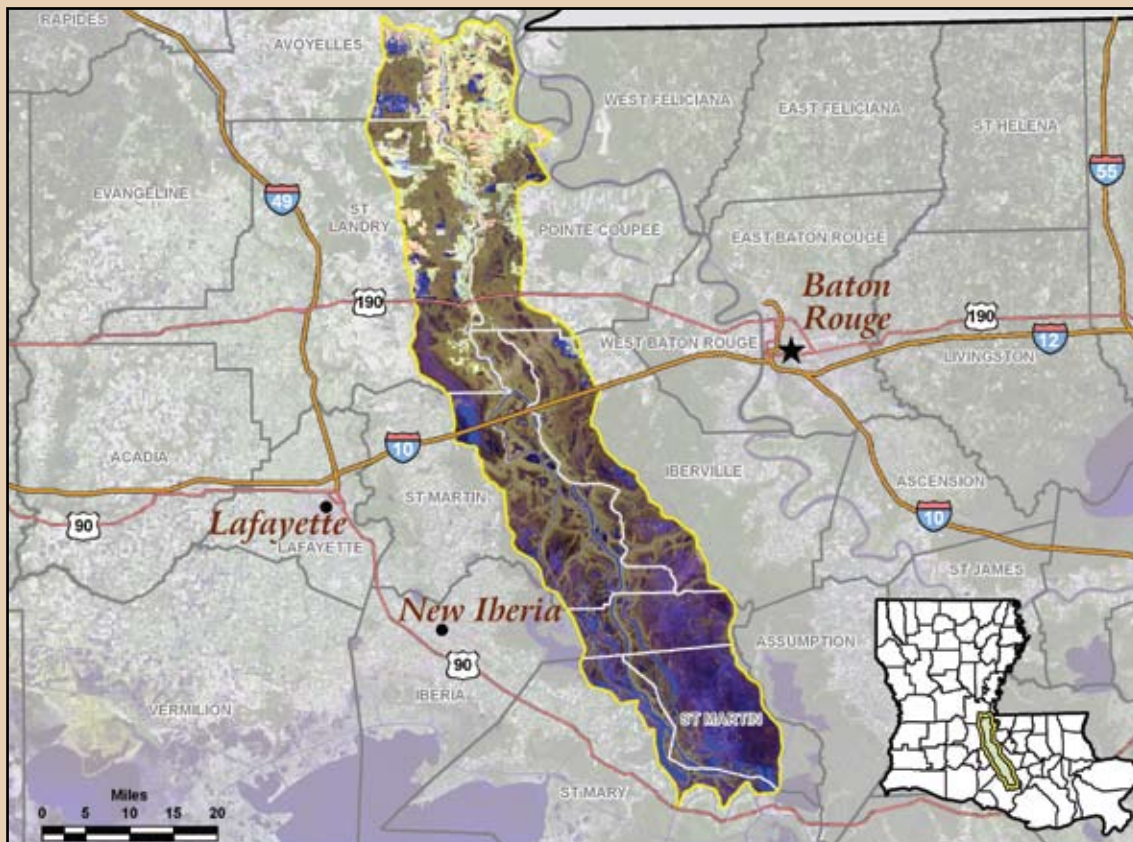 RAPIDES
AVOYELLES
WEST FELICIANA
EAST FELICIANA
ST HELENA
55
EVANGELINE
49
ST
LANDRY
POINTE COUPEE
EAST BATON ROUGE
Baton
Rouge
190
190
WEST BATON ROUGE
12
LIVINGSTON
10
ACADIA
IBERVILLE
ASCENSION
ST MARTIN
90
Lafayette
LAFAYETTE
10
ST JAMES
New Iberia
90
ASSUMPTION
IBERIA
VERMILION
ST MARTIN
ST MARY
Miles
0 5 10 15 20